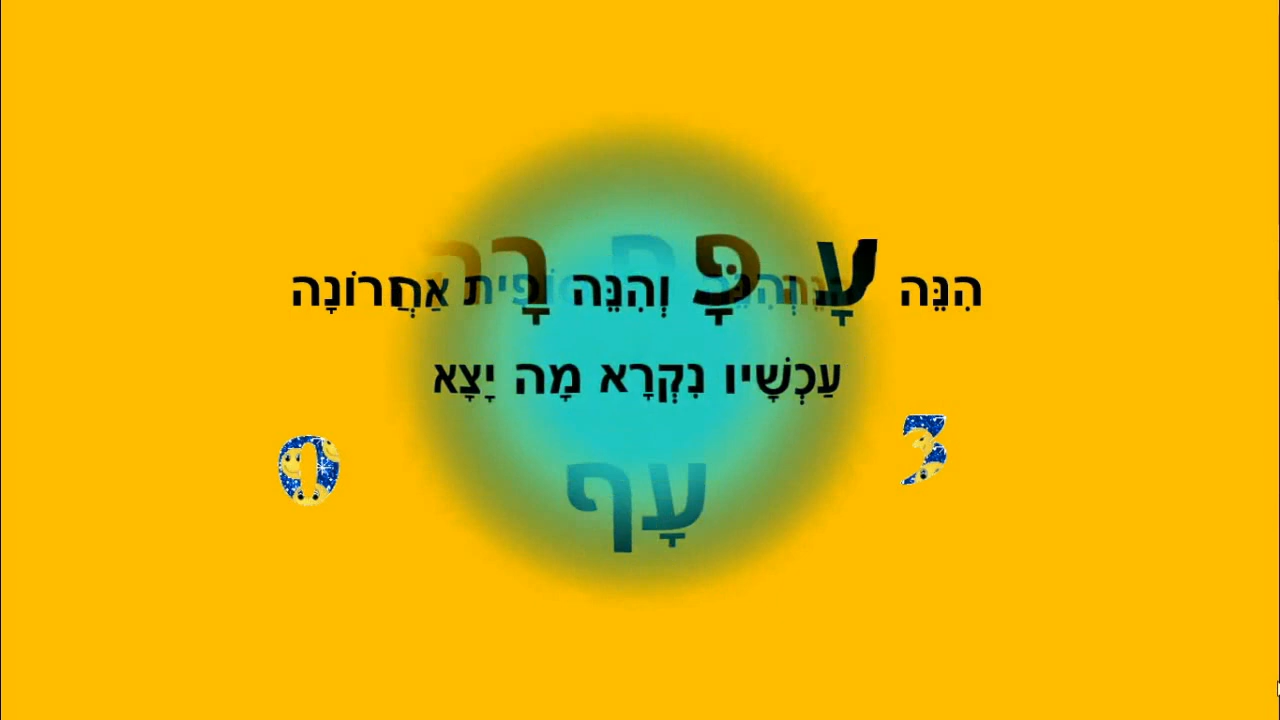 עָ פָּ רָ
הִנֵּה וְהִנֵּה אַחֲרוֹנָה
עַכְשָׁיו נִקְרָא מָה יָצָא
עָף
0 3